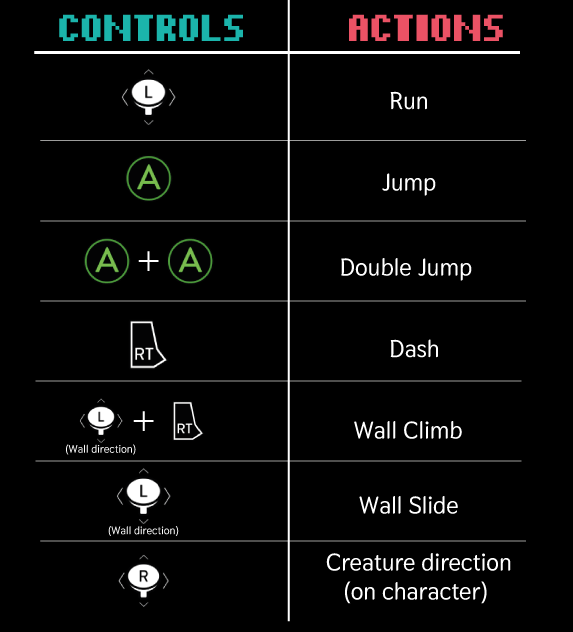 CONTROLS ACTIONS
L Run
A Jump
A + A Double Jump
RT Dash
L + RT Wall Climb
(Wall direction)
L Wall Slide
(Wall direction)
R Creature direction
(on character)